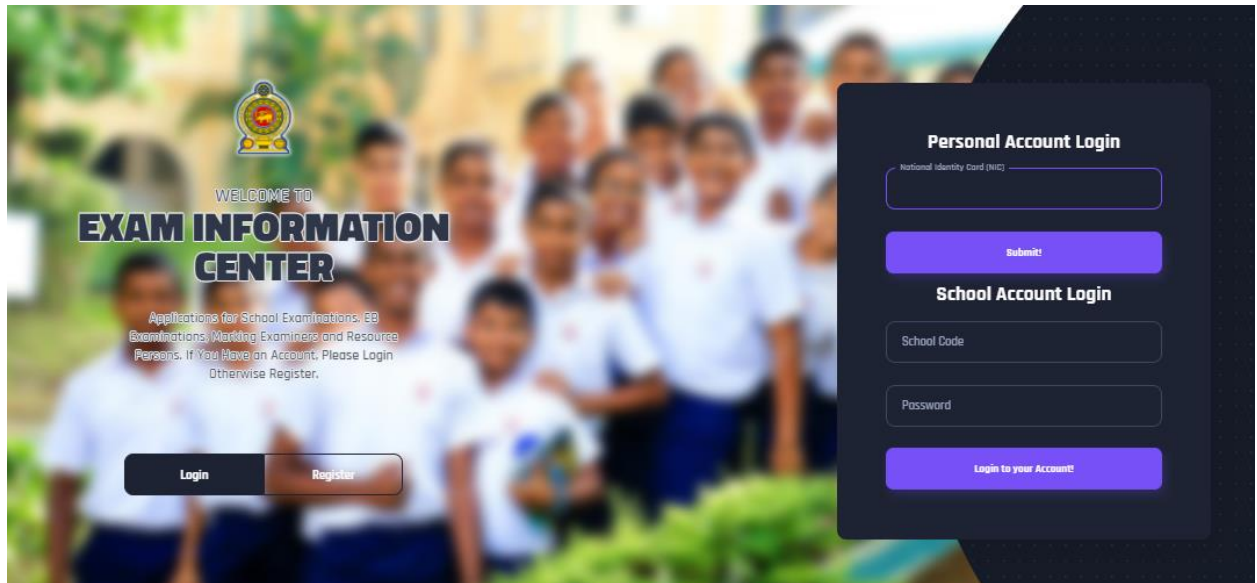 WELCOME TO
EXAM INFORMATION
CENTER
Applications for School Examinations. EB
Examinations, Marking Examiners and Resource
Persons. If You Have an Account, Please Login
Otherwise Register.
Login
Register
Personal Account Login
National Identity Card (NIC)
Submit!
School Account Login
School Code
Password
Login to your Account!